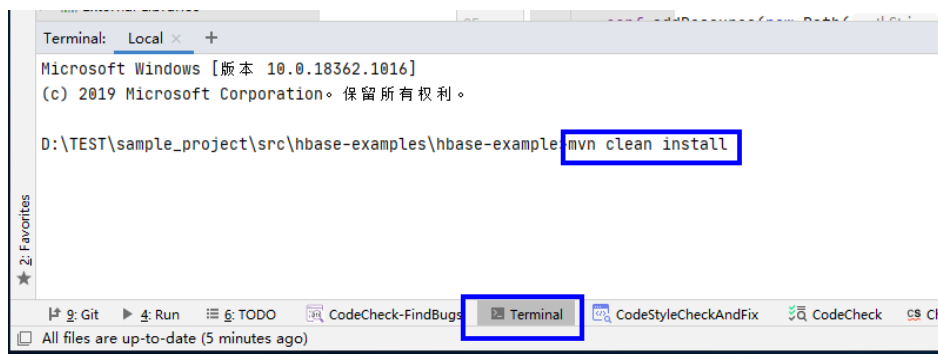 Terminal: Local × +
Microsoft Windows [版本 10.0.18362.1016]
(c) 2019 Microsoft Corporation。保留所有权利。
D:\TEST\sample_project\src\hbase-examples\hbase-example>mvn clean install
2: Favorites
9: Git 4: Run 6: TODO CodeCheck-FindBugs Terminal CodeStyleCheckAndFix CodeCheck CS
All files are up-to-date (5 minutes ago)